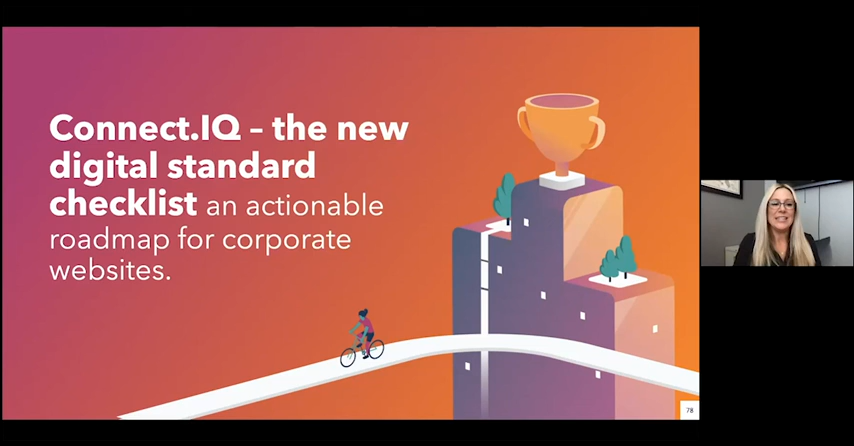 Connect.IQ – the new
digital standard
checklist an actionable
roadmap for corporate
websites.
78